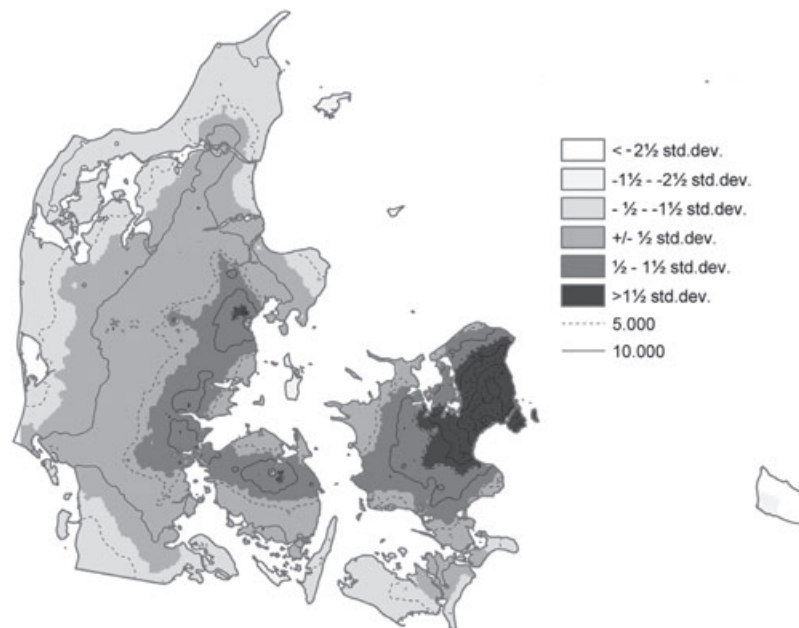 < -2½ std.dev.
-1½ - -2½ std.dev.
- ½ - -1½ std.dev.
+/- ½ std.dev.
½ - 1½ std.dev.
>1½ std.dev.
5.000
10.000